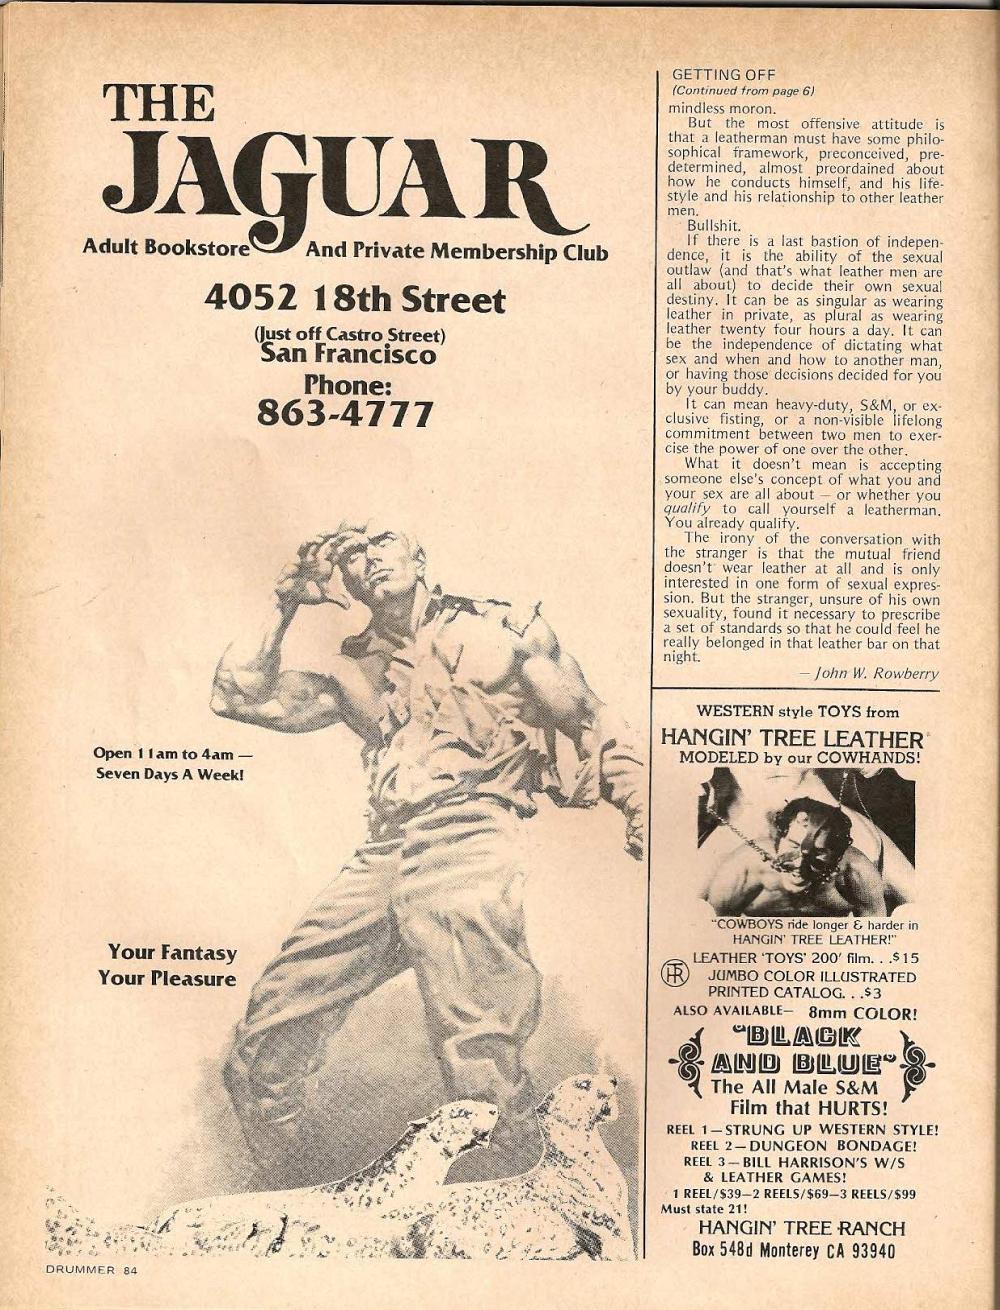 THE
JAGUAR
Adult Bookstore And Private Membership Club
4052 18th Street
(Just off Castro Street)
San Francisco
Phone:
863-4777
Open 11am to 4am —
Seven Days A Week!
Your Fantasy
Your Pleasure
GETTING OFF
(Continued from page 6)
mindless moron.
But the most offensive attitude is
that a leatherman must have some philo-
sophical framework, preconceived, pre-
determined, almost preordained about
how he conducts himself, and his life-
style and his relationship to other leather
men.
Bullshit.
If there is a last bastion of indepen-
dence, it is the ability of the sexual
outlaw (and that's what leather men are
all about) to decide their own sexual
destiny. It can be as singular as wearing
leather in private, as plural as wearing
leather twenty four hours a day. It can
be the independence of dictating what
sex and when and how to another man,
or having those decisions decided for you
by your buddy.
It can mean heavy-duty, S&M, or ex-
clusive fisting, or a non-visible lifelong
commitment between two men to exer-
cise the power of one over the other.
What it doesn't mean is accepting
someone else's concept of what you and
your sex are all about — or whether you
qualify to call yourself a leatherman.
You already qualify.
The irony of the conversation with
the stranger is that the mutual friend
doesn't wear leather at all and is only
interested in one form of sexual expres-
sion. But the stranger, unsure of his own
sexuality, found it necessary to prescribe
a set of standards so that he could feel he
really belonged in that leather bar on that
night.
— John W. Rowberry
WESTERN style TOYS from
HANGIN' TREE LEATHER
MODELED by our COWHANDS!
"COWBOYS ride longer & harder in
HANGIN' TREE LEATHER!"
LEATHER 'TOYS' 200' film. . .$15
JUMBO COLOR ILLUSTRATED
PRINTED CATALOG. . .$3
ALSO AVAILABLE— 8mm COLOR!
"BLACK
AND BLUE"
The All Male S&M
Film that HURTS!
REEL 1—STRUNG UP WESTERN STYLE!
REEL 2—DUNGEON BONDAGE!
REEL 3—BILL HARRISON'S W/S
& LEATHER GAMES!
1 REEL/$39—2 REELS/$69—3 REELS/$99
Must state 21!
HANGIN' TREE RANCH
Box 548d Monterey CA 93940
DRUMMER 84